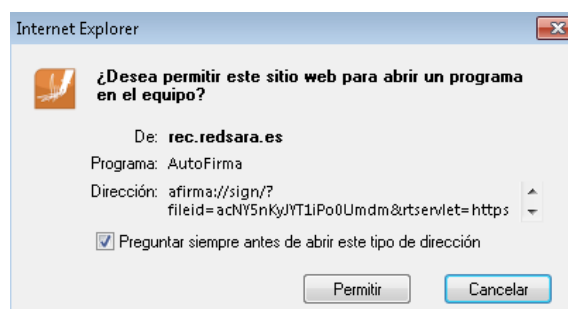 Internet Explorer
¿Desea permitir este sitio web para abrir un programa
en el equipo?
De: rec.redsara.es
Programa: AutoFirma
Dirección: afirma://sign/?
fileid=acNY5nKyJYT1iPo0Umdm&rtservlet=https
Preguntar siempre antes de abrir este tipo de dirección
Permitir Cancelar